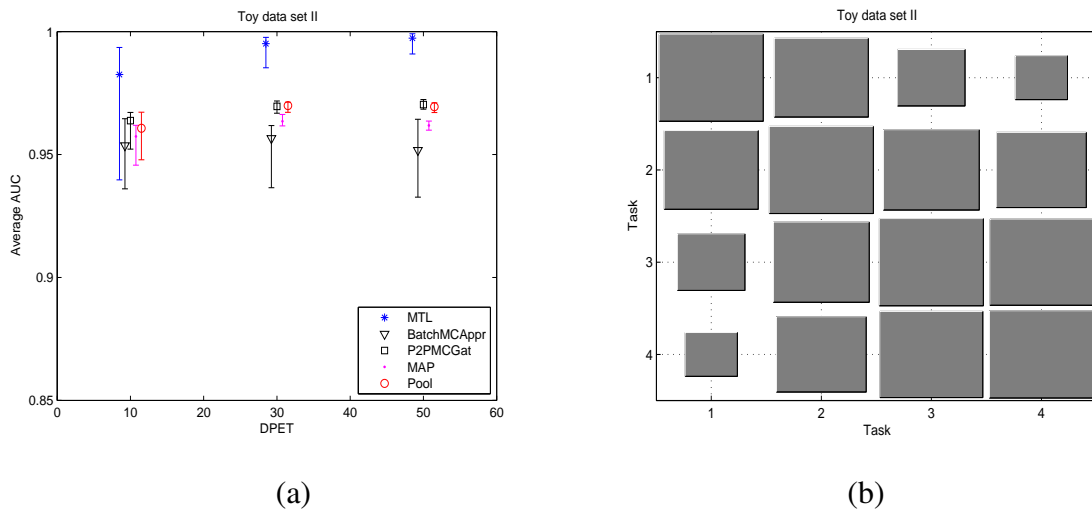 Toy data set II
1
0.95
0.9
0.85
Average AUC
0 10 20 30 40 50 60
DPET
MTL
BatchMCAppr
P2PMCGat
MAP
Pool
(a)
Toy data set II
1
2
3
4
Task
1 2 3 4
Task
(b)